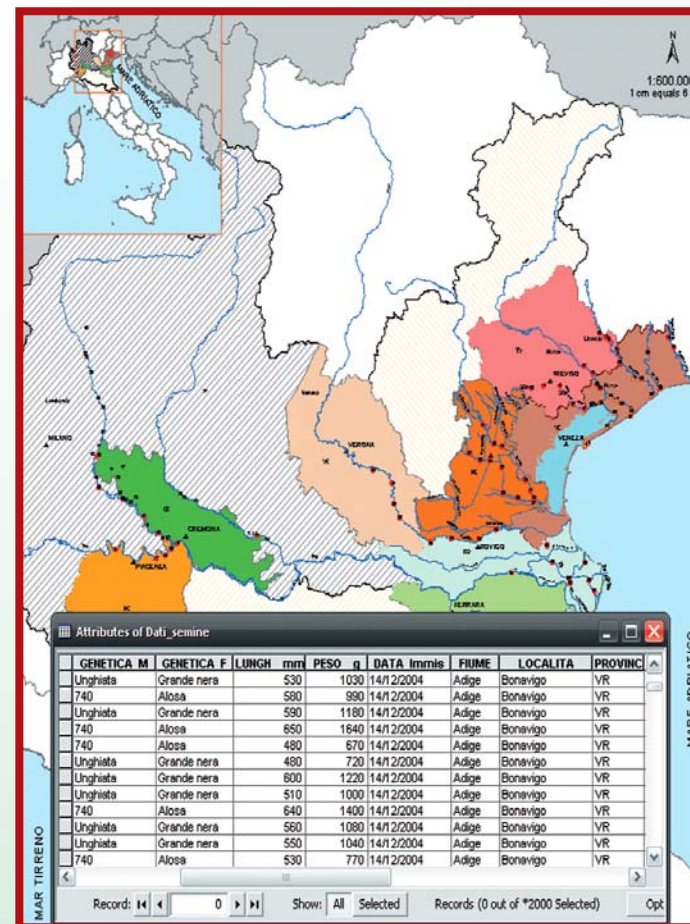 N
1:600.000
1 cm equals 6
MARE ADRIATICO
TV
TREVISO
VENEZIA
VERONA
VR
MILANO
CREMONA
PIACENZA
ROVIGO
FERRARA
MARE ADRIATICO
MAR TIRRENO
Attributes of Dati_semine
GENETICA_M GENETICA_F LUNGH_mm PESO_g DATA_Immis FIUME LOCALITA PROVINC
Unghiata Grande nera 530 1030 14/12/2004 Adige Bonavigo VR
740 Alosa 580 990 14/12/2004 Adige Bonavigo VR
Unghiata Grande nera 590 1180 14/12/2004 Adige Bonavigo VR
740 Alosa 650 1640 14/12/2004 Adige Bonavigo VR
740 Alosa 480 670 14/12/2004 Adige Bonavigo VR
Unghiata Grande nera 480 720 14/12/2004 Adige Bonavigo VR
Unghiata Grande nera 600 1220 14/12/2004 Adige Bonavigo VR
Unghiata Grande nera 510 1000 14/12/2004 Adige Bonavigo VR
740 Alosa 640 1400 14/12/2004 Adige Bonavigo VR
Unghiata Grande nera 560 1080 14/12/2004 Adige Bonavigo VR
Unghiata Grande nera 550 1040 14/12/2004 Adige Bonavigo VR
740 Alosa 530 770 14/12/2004 Adige Bonavigo VR
Record: 0 Show: All Selected Records (0 out of *2000 Selected) Opt